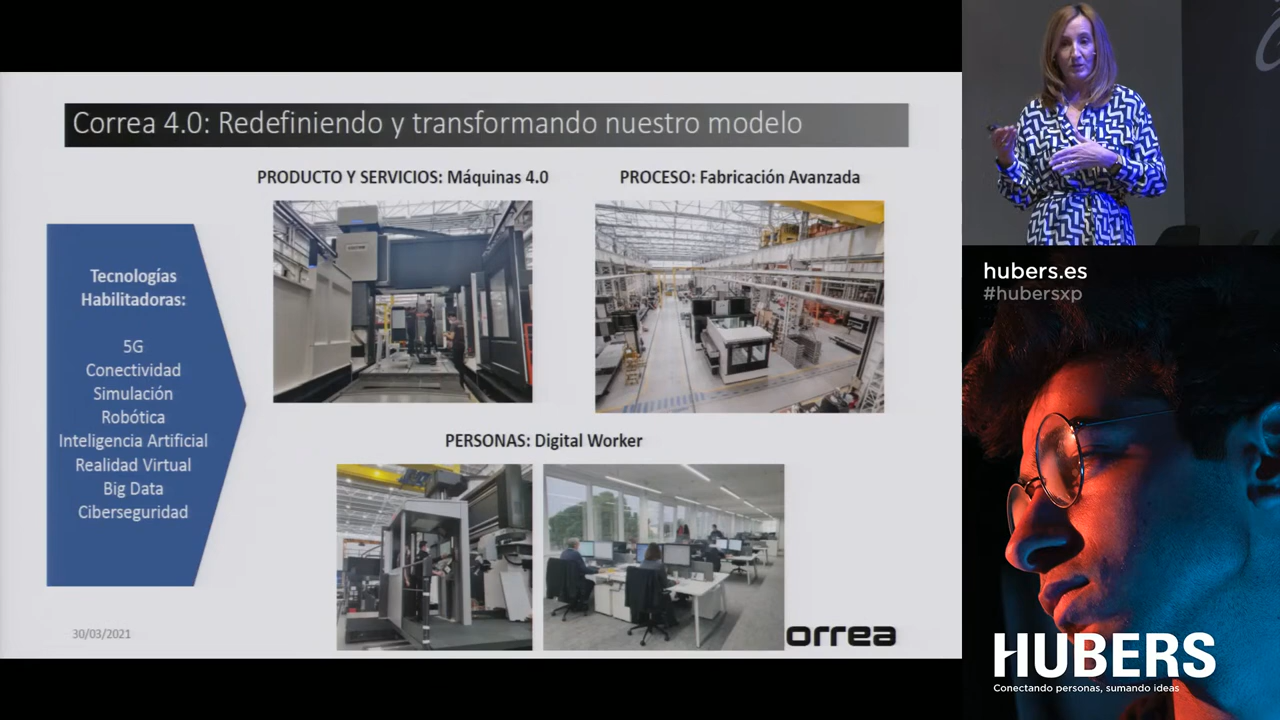 Correa 4.0: Redefiniendo y transformando nuestro modelo
PRODUCTO Y SERVICIOS: Máquinas 4.0
PROCESO: Fabricación Avanzada
Tecnologías
Habilitadoras:
5G
Conectividad
Simulación
Robótica
Inteligencia Artificial
Realidad Virtual
Big Data
Ciberseguridad
PERSONAS: Digital Worker
30/03/2021
orrea
hubers.es
#hubersxp
HUBERS
Conectando personas, sumando ideas